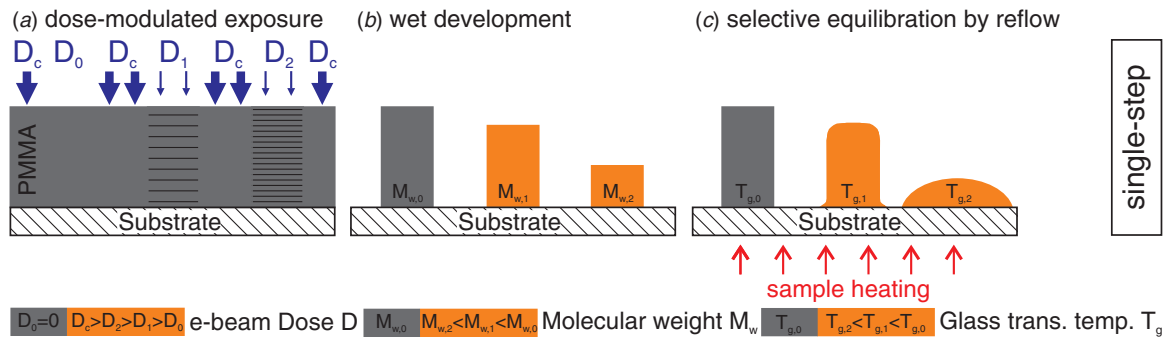 (a) dose-modulated exposure
D_c D_0 D_c D_1 D_c D_2 D_c
PMMA
Substrate
(b) wet development
M_w,0 M_w,1 M_w,2
Substrate
(c) selective equilibration by reflow
T_g,0 T_g,1 T_g,2
Substrate
sample heating
single-step
D_0=0 D_c>D_2>D_1>D_0 e-beam Dose D M_w,0 M_w,2<M_w,1<M_w,0 Molecular weight M_w T_g,0 T_g,2<T_g,1<T_g,0 Glass trans. temp. T_g